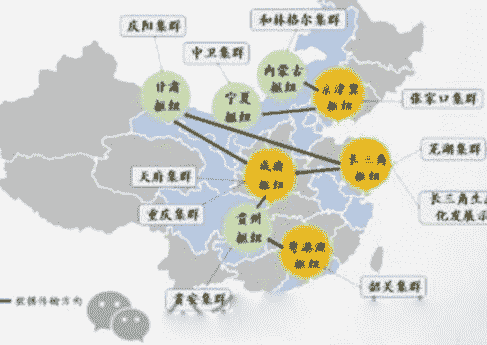 庆阳集群
和林格尔集群
中卫集群
内蒙古
枢纽
甘肃
枢纽
宁夏
枢纽
京津冀
枢纽
张家口集群
芜湖集群
长三角
枢纽
成渝
枢纽
天府集群
长三角生态
化发展示
重庆集群
贵州
枢纽
粤港澳
枢纽
韶关集群
贵安集群
数据传输方向